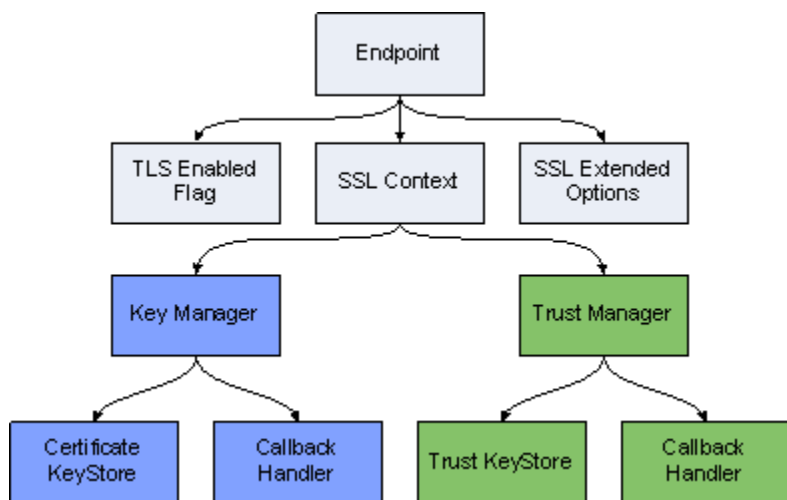 Endpoint
TLS Enabled
Flag
SSL Context
SSL Extended
Options
Key Manager
Trust Manager
Certificate
KeyStore
Callback
Handler
Trust KeyStore
Callback
Handler